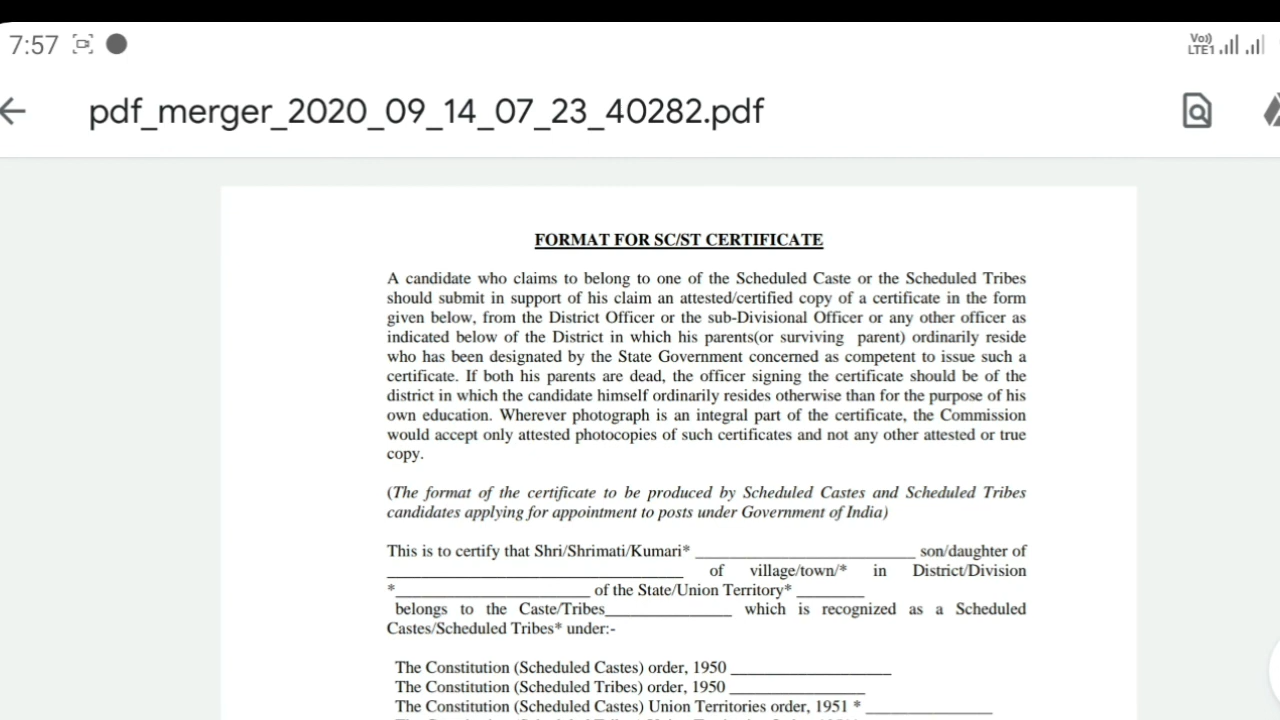 7:57
Vo))
LTE1
pdf_merger_2020_09_14_07_23_40282.pdf
FORMAT FOR SC/ST CERTIFICATE
A candidate who claims to belong to one of the Scheduled Caste or the Scheduled Tribes
should submit in support of his claim an attested/certified copy of a certificate in the form
given below, from the District Officer or the sub-Divisional Officer or any other officer as
indicated below of the District in which his parents(or surviving parent) ordinarily reside
who has been designated by the State Government concerned as competent to issue such a
certificate. If both his parents are dead, the officer signing the certificate should be of the
district in which the candidate himself ordinarily resides otherwise than for the purpose of his
own education. Wherever photograph is an integral part of the certificate, the Commission
would accept only attested photocopies of such certificates and not any other attested or true
copy.
(The format of the certificate to be produced by Scheduled Castes and Scheduled Tribes
candidates applying for appointment to posts under Government of India)
This is to certify that Shri/Shrimati/Kumari* __________________________ son/daughter of
___________________________________ of village/town/* in District/Division
*_______________________ of the State/Union Territory* ________
belongs to the Caste/Tribes_______________ which is recognized as a Scheduled
Castes/Scheduled Tribes* under:-
The Constitution (Scheduled Castes) order, 1950 ___________________
The Constitution (Scheduled Tribes) order, 1950 ________________
The Constitution (Scheduled Castes) Union Territories order, 1951 * _______________